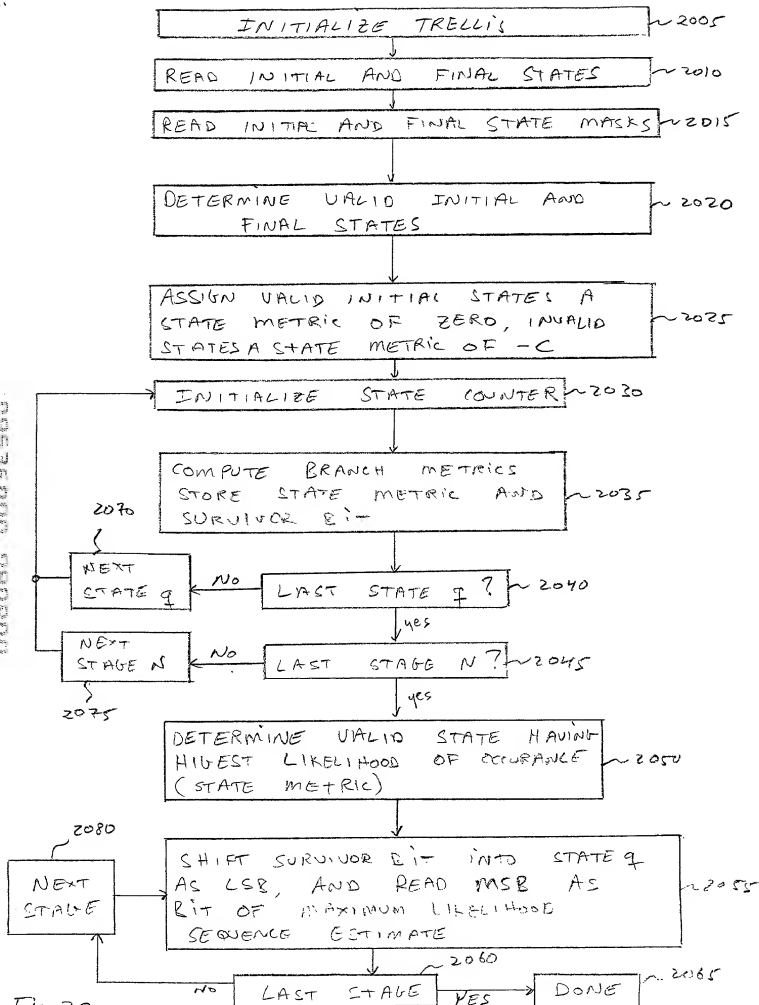 INITIALIZE TRELLIS
2005
READ INITIAL AND FINAL STATES
2010
READ INITIAL AND FINAL STATE MASKS
2015
DETERMINE VALID INITIAL AND
FINAL STATES
2020
ASSIGN VALID INITIAL STATES A
STATE METRIC OF ZERO, INVALID
STATES A STATE METRIC OF -C
2025
INITIALIZE STATE COUNTER
2030
COMPUTE BRANCH METRICS
STORE STATE METRIC AND
SURVIVOR Bit
2035
2070
NEXT
STATE q
No
LAST STATE q ?
2040
yes
NEXT
STAGE N
No
LAST STAGE N ?
2045
2075
yes
DETERMINE VALID STATE HAVING
HIGEST LIKELIHOOD OF OCCURANCE
(STATE METRIC)
2050
2080
NEXT
STAGE
SHIFT SURVIVOR Bit INTO STATE q
AS LSB, AND READ MSB AS
BIT OF MAXIMUM LIKELIHOOD
SEQUENCE ESTIMATE
2055
2060
NO
LAST STAGE
YES
DONE
2065